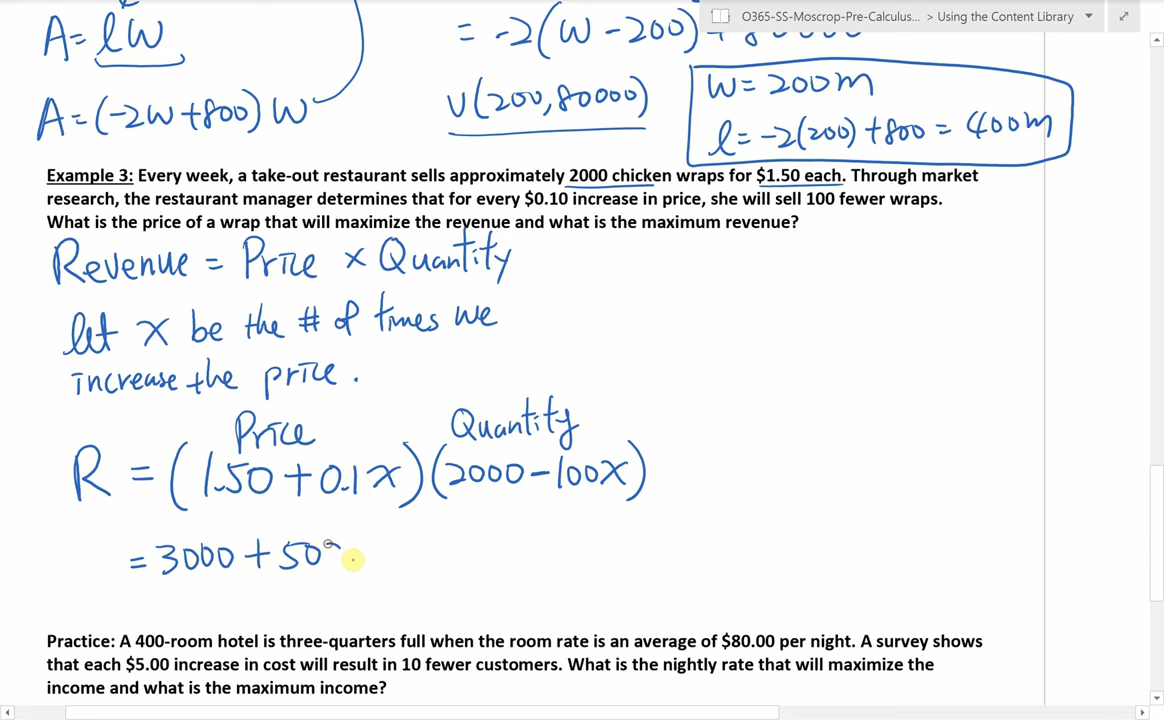 O365-SS-Moscrop-Pre-Calculus... > Using the Content Library
A = lW
= -2(W - 200) + 80000
A = (-2W + 800) W
V(200, 80000)
W = 200m
l = -2(200) + 800 = 400m
Example 3: Every week, a take-out restaurant sells approximately 2000 chicken wraps for $1.50 each. Through market
research, the restaurant manager determines that for every $0.10 increase in price, she will sell 100 fewer wraps.
What is the price of a wrap that will maximize the revenue and what is the maximum revenue?
Revenue = Price × Quantity
let x be the # of times we
increase the price.
Price Quantity
R = (1.50 + 0.1x)(2000 - 100x)
= 3000 + 50
Practice: A 400-room hotel is three-quarters full when the room rate is an average of $80.00 per night. A survey shows
that each $5.00 increase in cost will result in 10 fewer customers. What is the nightly rate that will maximize the
income and what is the maximum income?